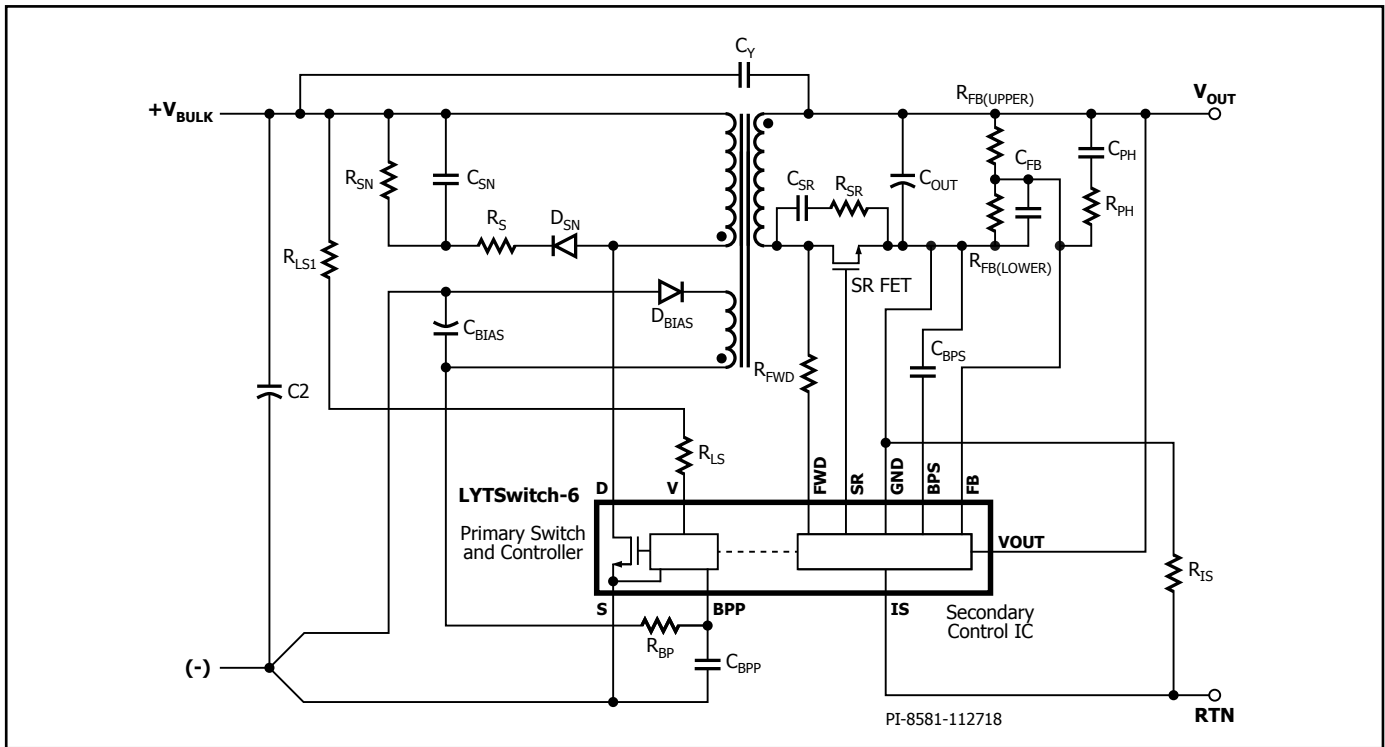 C_Y
+V_BULK
R_FB(UPPER)
V_OUT
R_SN
C_SN
C_SR
R_SR
C_OUT
C_FB
C_PH
R_PH
R_S
D_SN
R_LS1
SR FET
R_FB(LOWER)
C_BIAS
D_BIAS
C_BPS
R_FWD
C2
R_LS
D
V
FWD
SR
GND
BPS
FB
LYTSwitch-6
Primary Switch
and Controller
VOUT
R_IS
S
BPP
IS
Secondary
Control IC
R_BP
C_BPP
(-)
PI-8581-112718
RTN